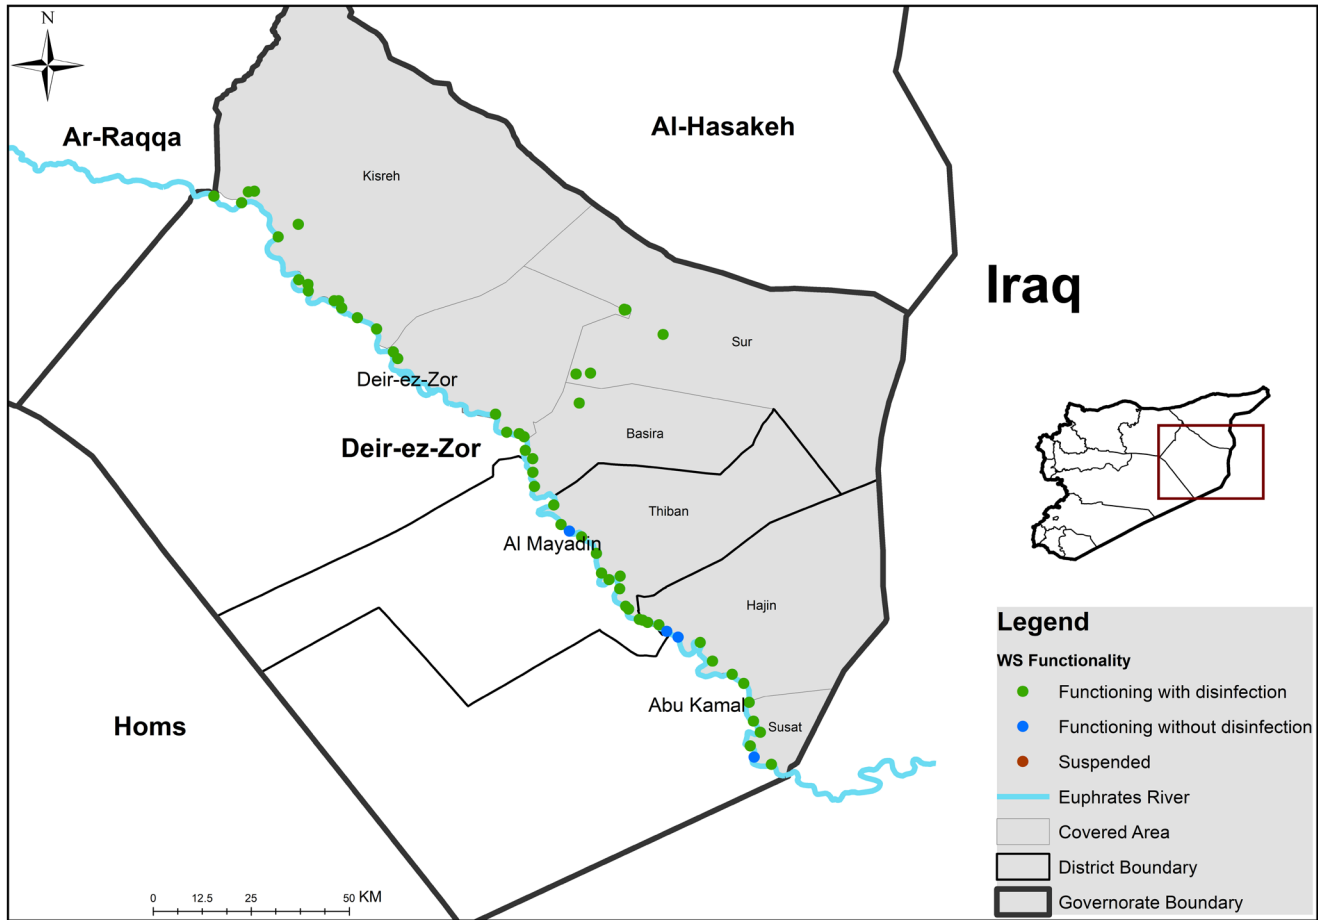 N
Ar-Raqqa
Al-Hasakeh
Kisreh
Iraq
Sur
Deir-ez-Zor
Deir-ez-Zor
Basira
Thiban
Al Mayadin
Hajin
Abu Kamal
Susat
Homs
Legend
WS Functionality
Functioning with disinfection
Functioning without disinfection
Suspended
Euphrates River
Covered Area
District Boundary
Governorate Boundary
0 12.5 25 50 KM